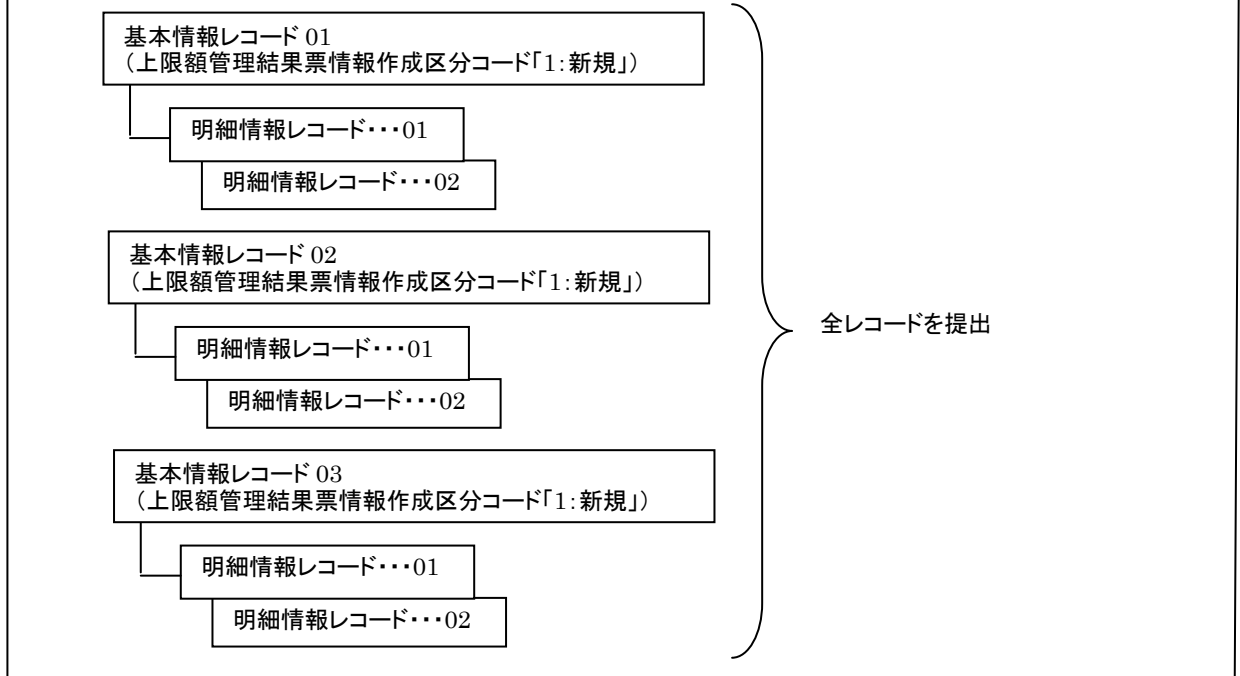 基本情報レコード 01
（上限額管理結果票情報作成区分コード「1：新規」）
明細情報レコード・・・01
明細情報レコード・・・02
基本情報レコード 02
（上限額管理結果票情報作成区分コード「1：新規」）
明細情報レコード・・・01
明細情報レコード・・・02
全レコードを提出
基本情報レコード 03
（上限額管理結果票情報作成区分コード「1：新規」）
明細情報レコード・・・01
明細情報レコード・・・02